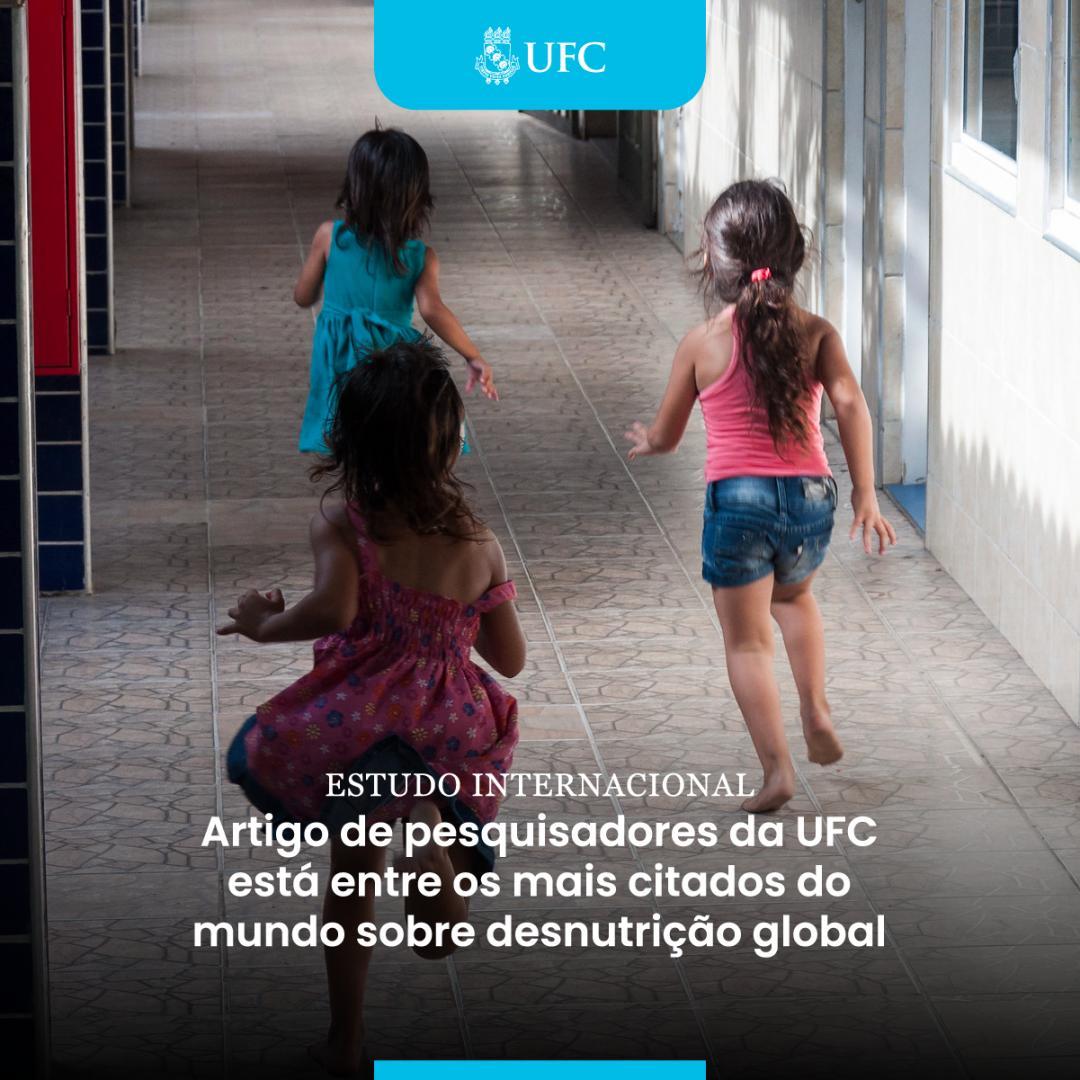 UFC
ESTUDO INTERNACIONAL
Artigo de pesquisadores da UFC
está entre os mais citados do
mundo sobre desnutrição global